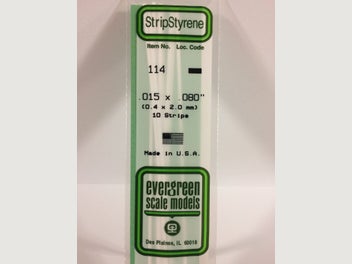 StripStyrene
Item No. Loc. Code
114
.015 x .080"
(0.4 x 2.0 mm)
10 Strips
Made in U.S.A.
evergreen
scale models
Des Plaines, IL 60018